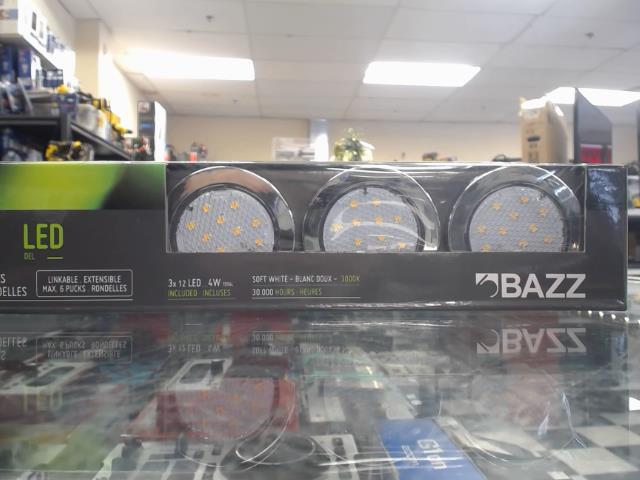 LED
DEL
LINKABLE . EXTENSIBLE
MAX. 6 PUCKS . RONDELLES
3x 12 LED . 4W TOTAL
INCLUDED . INCLUSES
SOFT WHITE - BLANC DOUX - 3000K
30 000 HOURS - HEURES
BAZZ